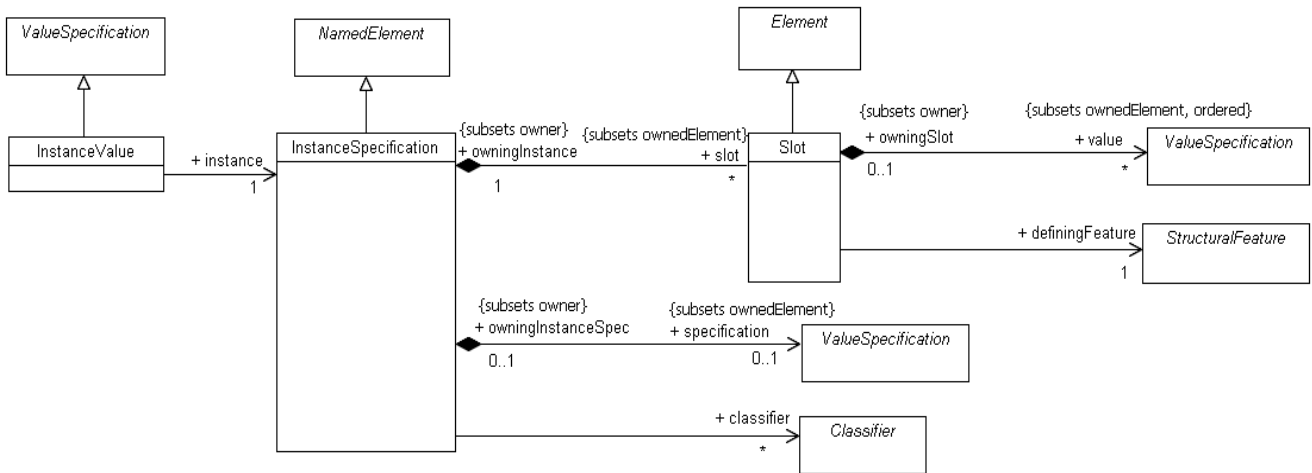 ValueSpecification
NamedElement
Element
InstanceValue
+ instance
1
InstanceSpecification
{subsets owner}
+ owningInstance
1
{subsets ownedElement}
+ slot
*
Slot
{subsets owner}
+ owningSlot
0..1
{subsets ownedElement, ordered}
+ value
*
ValueSpecification
+ definingFeature
1
StructuralFeature
{subsets owner}
+ owningInstanceSpec
0..1
{subsets ownedElement}
+ specification
0..1
ValueSpecification
+ classifier
*
Classifier